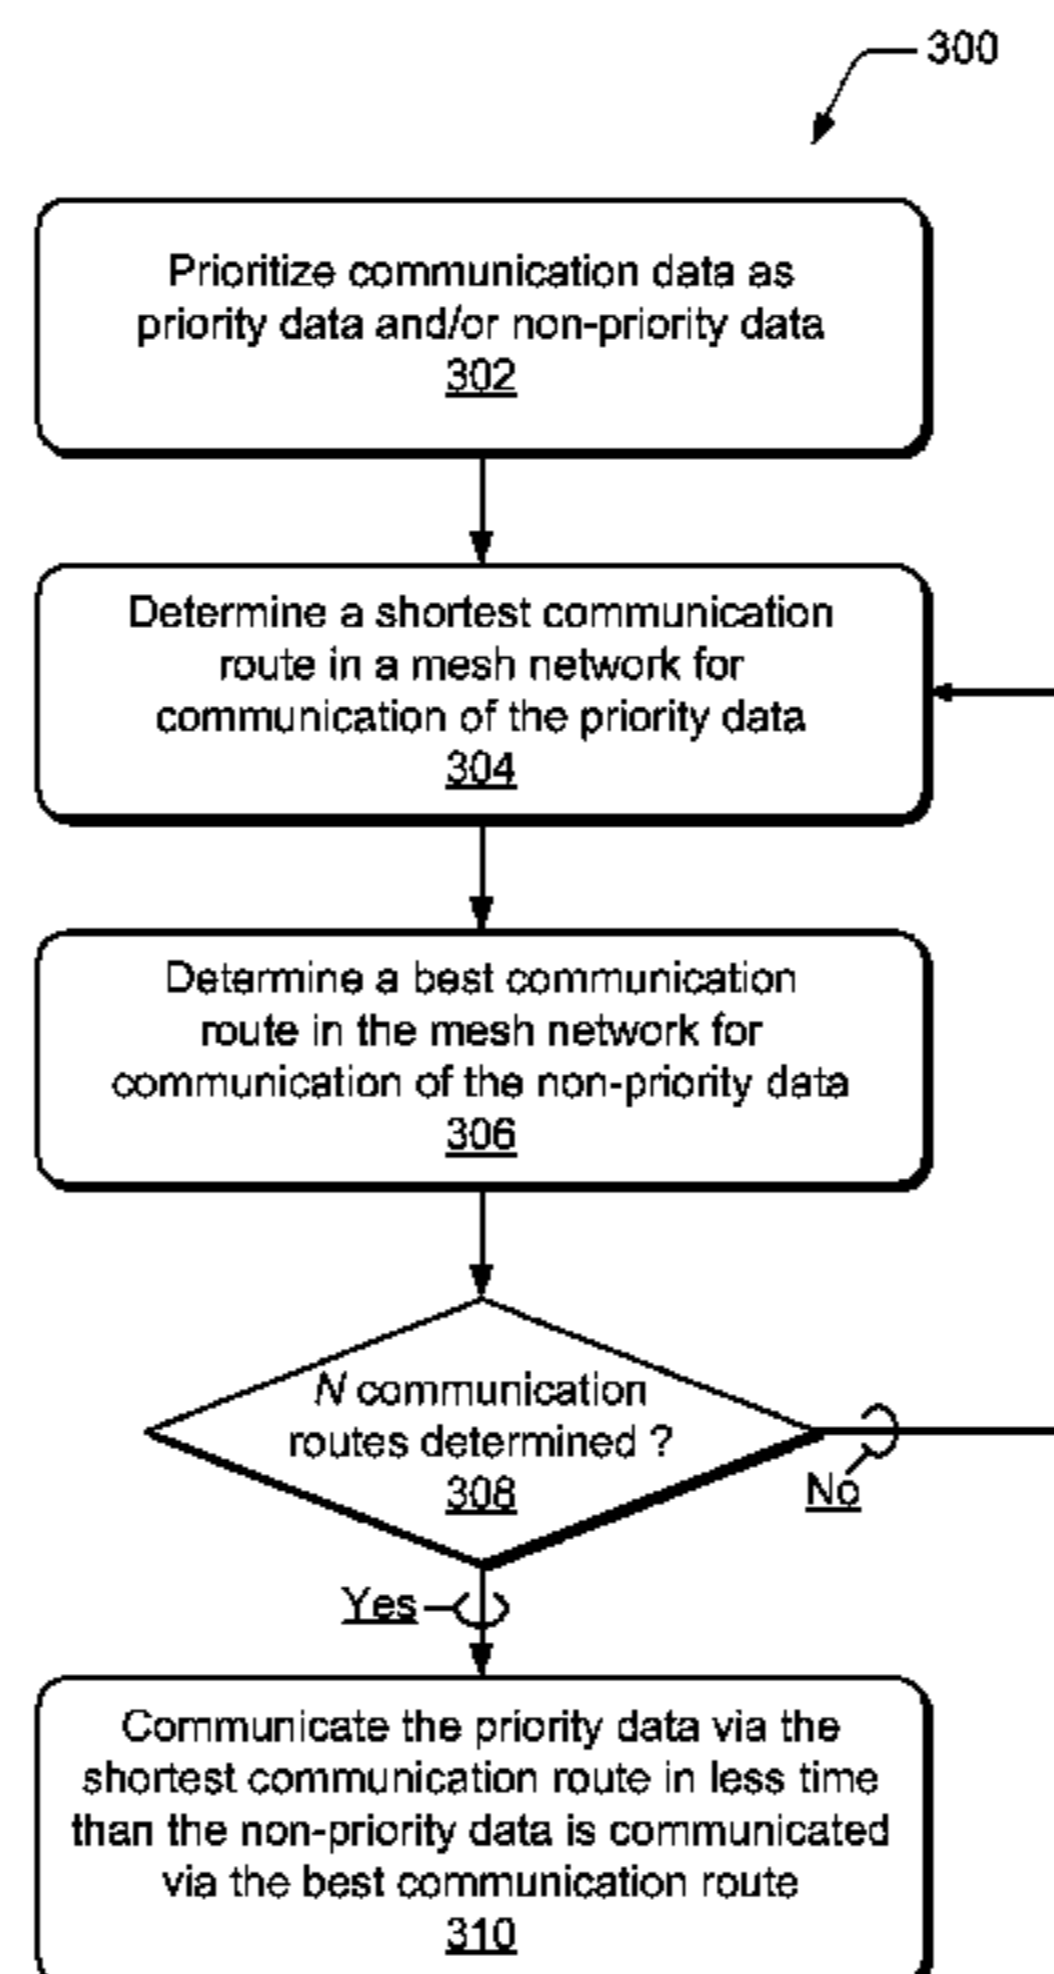 300
Prioritize communication data as
priority data and/or non-priority data
302
Determine a shortest communication
route in a mesh network for
communication of the priority data
304
Determine a best communication
route in the mesh network for
communication of the non-priority data
306
N communication
routes determined ?
308
No
Yes
Communicate the priority data via the
shortest communication route in less time
than the non-priority data is communicated
via the best communication route
310